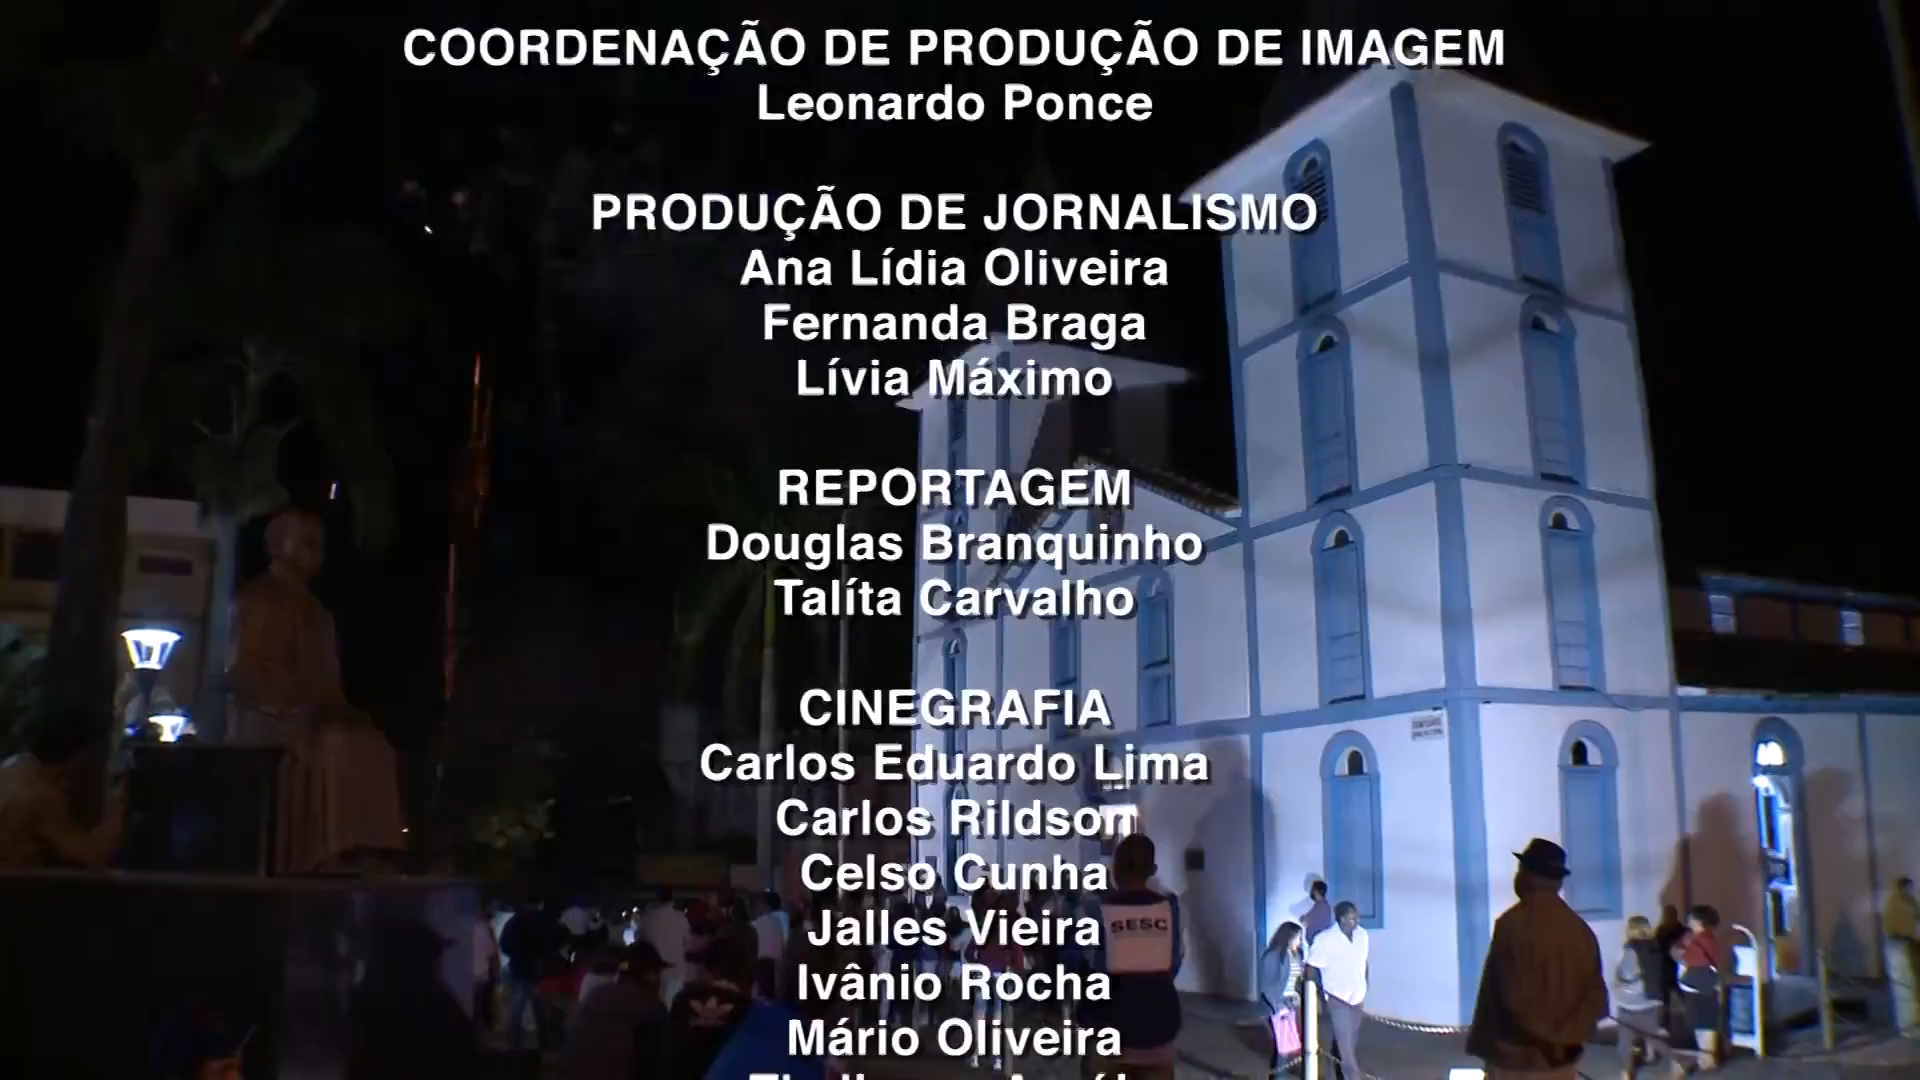 COORDENAÇÃO DE PRODUÇÃO DE IMAGEM
Leonardo Ponce
PRODUÇÃO DE JORNALISMO
Ana Lídia Oliveira
Fernanda Braga
Lívia Máximo
REPORTAGEM
Douglas Branquinho
Talíta Carvalho
CINEGRAFIA
Carlos Eduardo Lima
Carlos Rildson
Celso Cunha
Jalles Vieira
Ivânio Rocha
Mário Oliveira
SESC